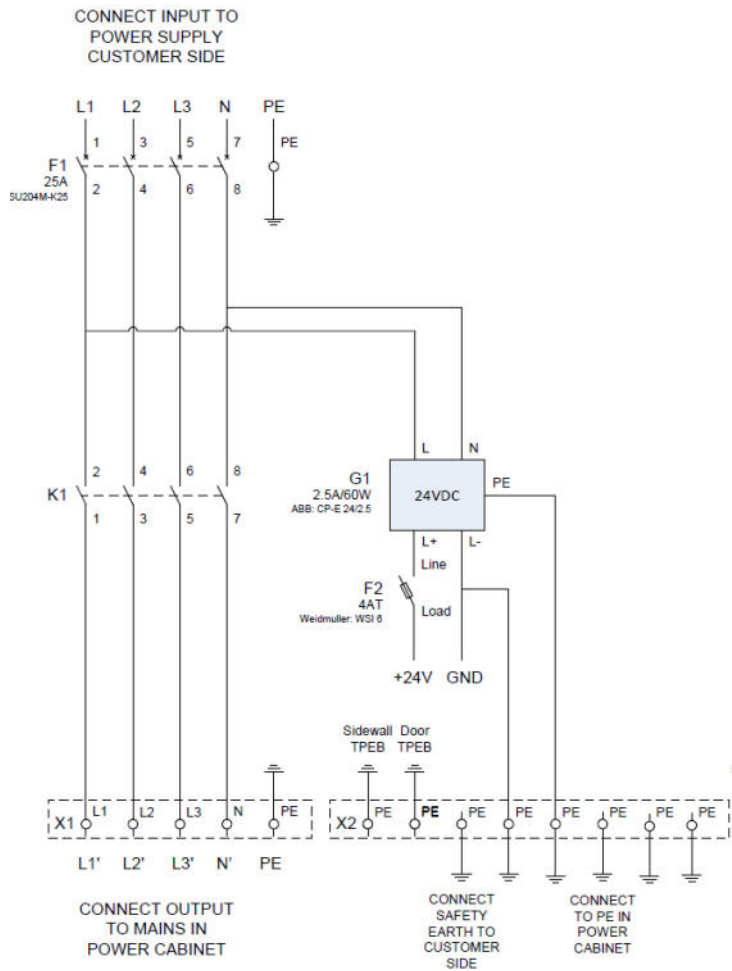 CONNECT INPUT TO
POWER SUPPLY
CUSTOMER SIDE
L1 L2 L3 N PE
1 3 5 7 PE
F1
25A
SU204M-K25
2 4 6 8
L N
2 4 6 8
K1
1 3 5 7
G1
2.5A/60W
ABB: CP-E 24/2.5
24VDC
PE
L+ L-
Line
F2
4AT
Weidmuller: WSI 6
Load
+24V GND
Sidewall Door
TPEB TPEB
X1 L1 L2 L3 N PE
X2 PE PE PE PE PE PE PE PE
L1' L2' L3' N' PE
CONNECT OUTPUT
TO MAINS IN
POWER CABINET
CONNECT
SAFETY
EARTH TO
CUSTOMER
SIDE
CONNECT
TO PE IN
POWER
CABINET